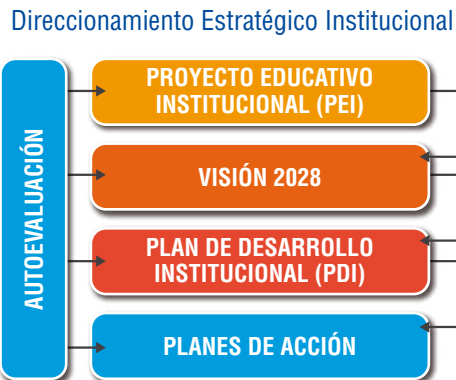 Direccionamiento Estratégico Institucional
AUTOEVALUACIÓN
PROYECTO EDUCATIVO
INSTITUCIONAL (PEI)
VISIÓN 2028
PLAN DE DESARROLLO
INSTITUCIONAL (PDI)
PLANES DE ACCIÓN